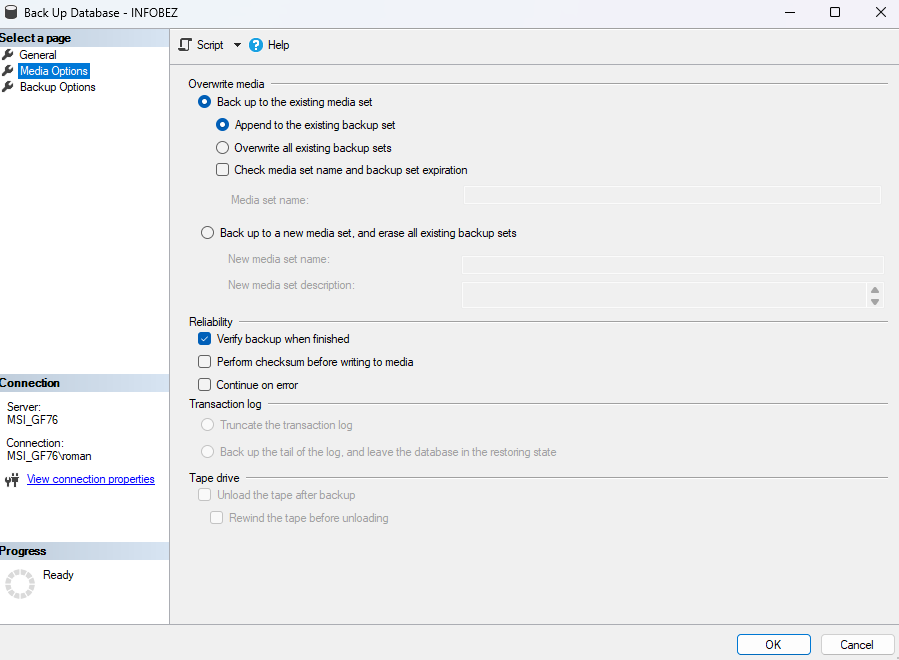 Back Up Database - INFOBEZ
Select a page
General
Media Options
Backup Options
Script
Help
Overwrite media
Back up to the existing media set
Append to the existing backup set
Overwrite all existing backup sets
Check media set name and backup set expiration
Media set name:
Back up to a new media set, and erase all existing backup sets
New media set name:
New media set description:
Reliability
Verify backup when finished
Perform checksum before writing to media
Continue on error
Transaction log
Truncate the transaction log
Back up the tail of the log, and leave the database in the restoring state
Tape drive
Unload the tape after backup
Rewind the tape before unloading
Connection
Server:
MSI_GF76
Connection:
MSI_GF76\roman
View connection properties
Progress
Ready
OK
Cancel